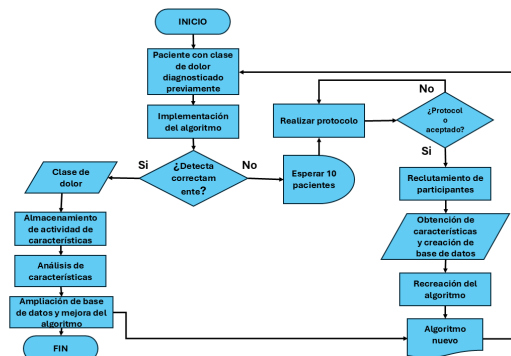 INICIO
Paciente con clase
de dolor
diagnosticado
previamente
Implementación
del algoritmo
¿Detecta
correctam
ente?
Si
No
Clase de
dolor
Almacenamiento
de actividad de
características
Análisis de
características
Ampliación de base
de datos y mejora del
algoritmo
FIN
Esperar 10
pacientes
Realizar protocolo
No
¿Protocol
o
aceptado?
Si
Reclutamiento de
participantes
Obtención de
características
y creación de
base de datos
Recreación del
algoritmo
Algoritmo
nuevo